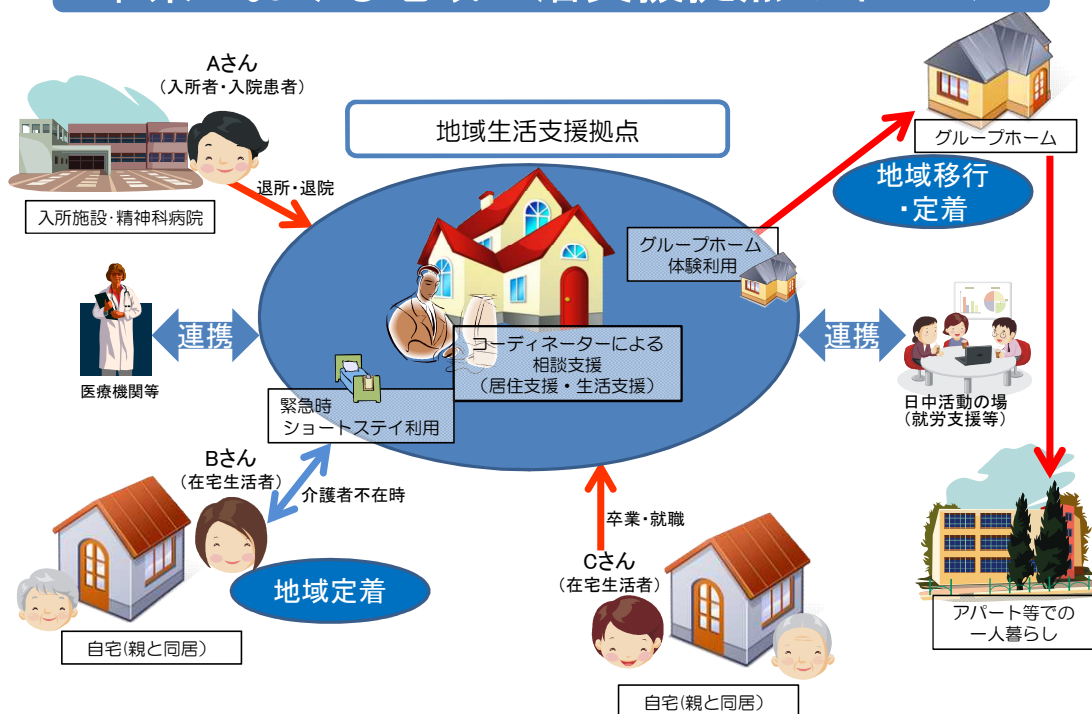 Aさん
(入所者・入院患者)
地域生活支援拠点
グループホーム
地域移行
・定着
退所・退院
入所施設・精神科病院
グループホーム
体験利用
連携
連携
コーディネーターによる
相談支援
(居住支援・生活支援)
医療機関等
緊急時
ショートステイ利用
日中活動の場
(就労支援等)
Bさん
(在宅生活者)
介護者不在時
卒業・就職
Cさん
(在宅生活者)
地域定着
アパート等での
一人暮らし
自宅(親と同居)
自宅(親と同居)